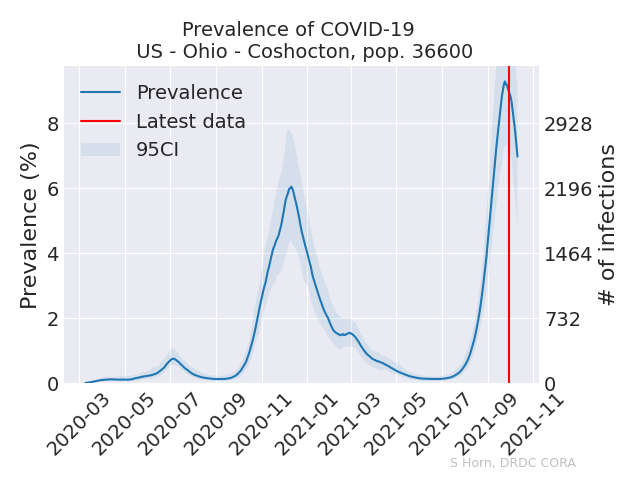 Prevalence of COVID-19
US - Ohio - Coshocton, pop. 36600
Prevalence
Latest data
95CI
Prevalence (%)
8
6
4
2
0
# of infections
2928
2196
1464
732
0
2020-03
2020-05
2020-07
2020-09
2020-11
2021-01
2021-03
2021-05
2021-07
2021-09
2021-11
S Horn, DRDC CORA